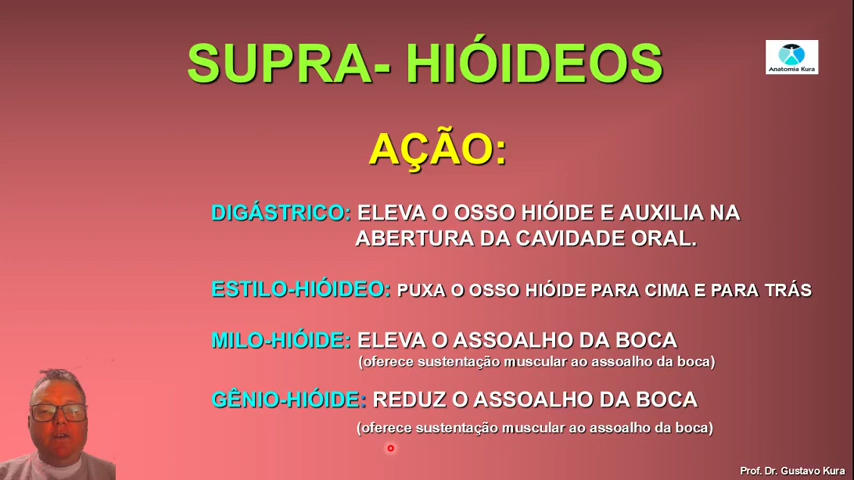 SUPRA- HIÓIDEOS
Anatomia Kura
AÇÃO:
DIGÁSTRICO: ELEVA O OSSO HIÓIDE E AUXILIA NA
ABERTURA DA CAVIDADE ORAL.
ESTILO-HIÓIDEO: PUXA O OSSO HIÓIDE PARA CIMA E PARA TRÁS
MILO-HIÓIDE: ELEVA O ASSOALHO DA BOCA
(oferece sustentação muscular ao assoalho da boca)
GÊNIO-HIÓIDE: REDUZ O ASSOALHO DA BOCA
(oferece sustentação muscular ao assoalho da boca)
Prof. Dr. Gustavo Kura